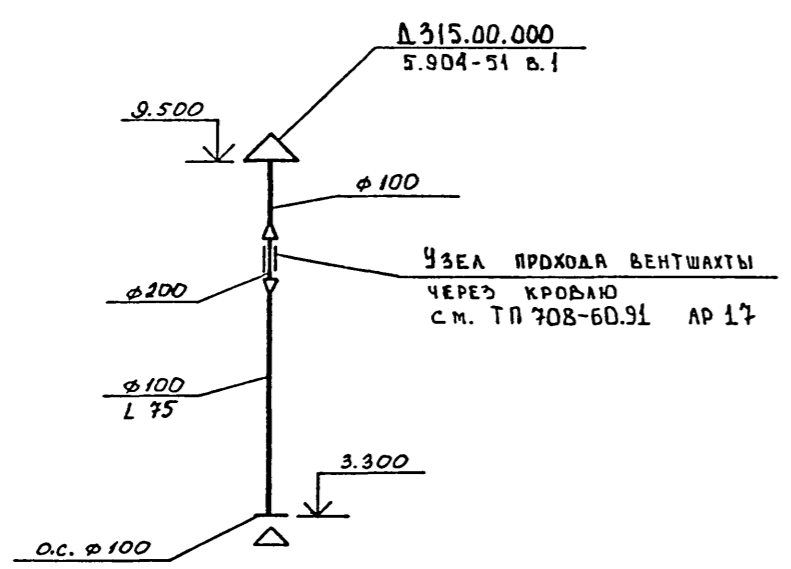 Д315.00.000
5.904-51 В.1
9.500
ф100
УЗЕЛ ПРОХОДА ВЕНТШАХТЫ
ЧЕРЕЗ КРОВЛЮ
СМ. ТП 708-60.91 АР 17
ф200
ф100
L 75
3.300
О.С. ф100